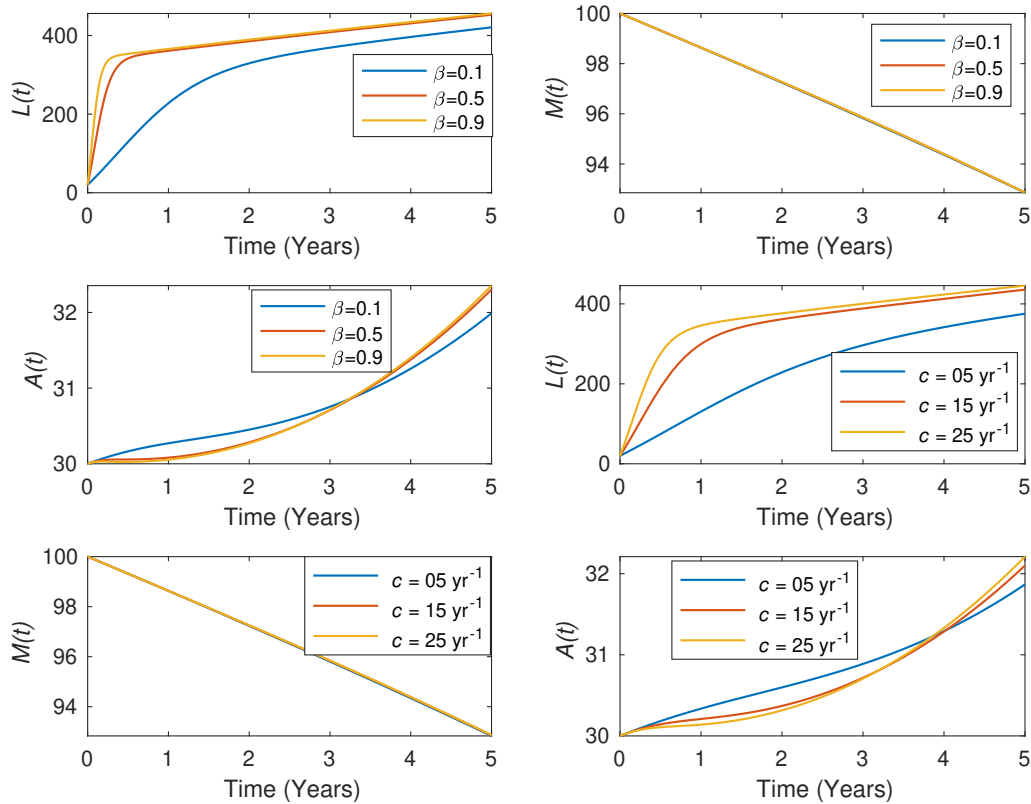 L(t)
400
200
0
β=0.1
β=0.5
β=0.9
0 1 2 3 4 5
Time (Years)
M(t)
100
98
96
94
β=0.1
β=0.5
β=0.9
0 1 2 3 4 5
Time (Years)
A(t)
32
31
30
β=0.1
β=0.5
β=0.9
0 1 2 3 4 5
Time (Years)
L(t)
400
200
0
c = 05 yr⁻¹
c = 15 yr⁻¹
c = 25 yr⁻¹
0 1 2 3 4 5
Time (Years)
M(t)
100
98
96
94
c = 05 yr⁻¹
c = 15 yr⁻¹
c = 25 yr⁻¹
0 1 2 3 4 5
Time (Years)
A(t)
32
31
30
c = 05 yr⁻¹
c = 15 yr⁻¹
c = 25 yr⁻¹
0 1 2 3 4 5
Time (Years)